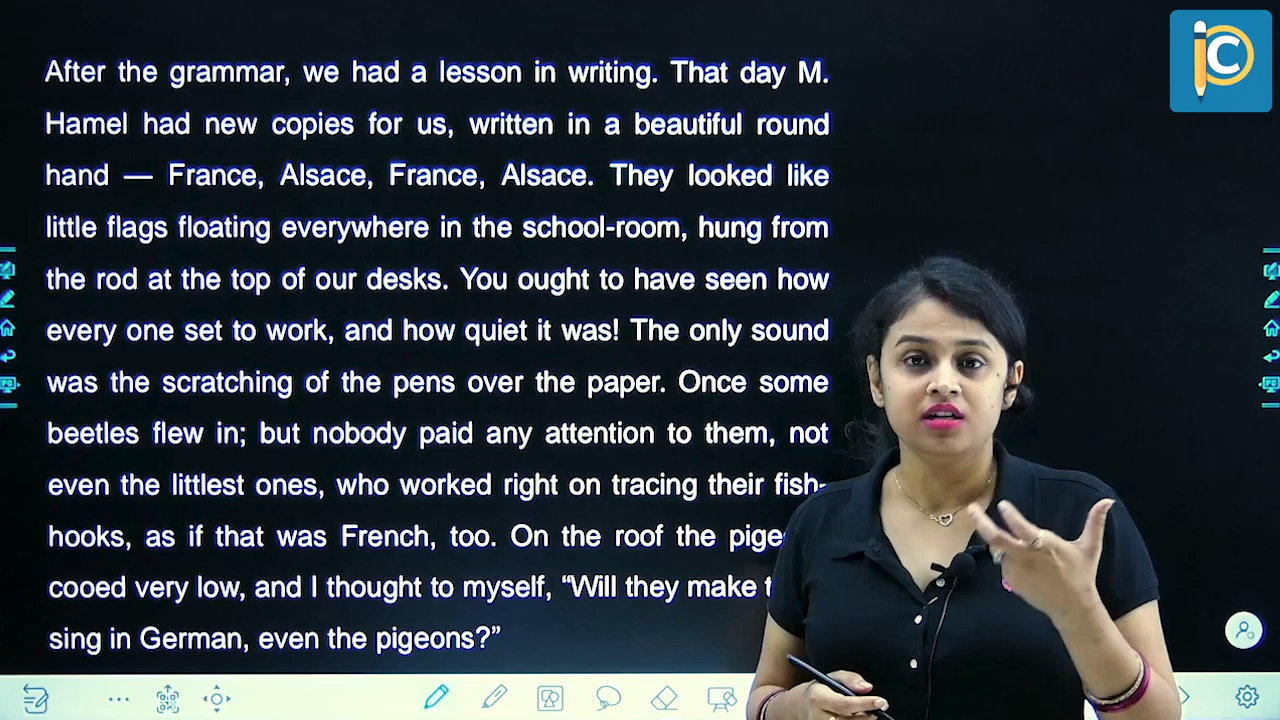 After the grammar, we had a lesson in writing. That day M.
Hamel had new copies for us, written in a beautiful round
hand — France, Alsace, France, Alsace. They looked like
little flags floating everywhere in the school-room, hung from
the rod at the top of our desks. You ought to have seen how
every one set to work, and how quiet it was! The only sound
was the scratching of the pens over the paper. Once some
beetles flew in; but nobody paid any attention to them, not
even the littlest ones, who worked right on tracing their fish-
hooks, as if that was French, too. On the roof the
cooed very low, and I thought to myself, “Will they make
sing in German, even the pigeons?”